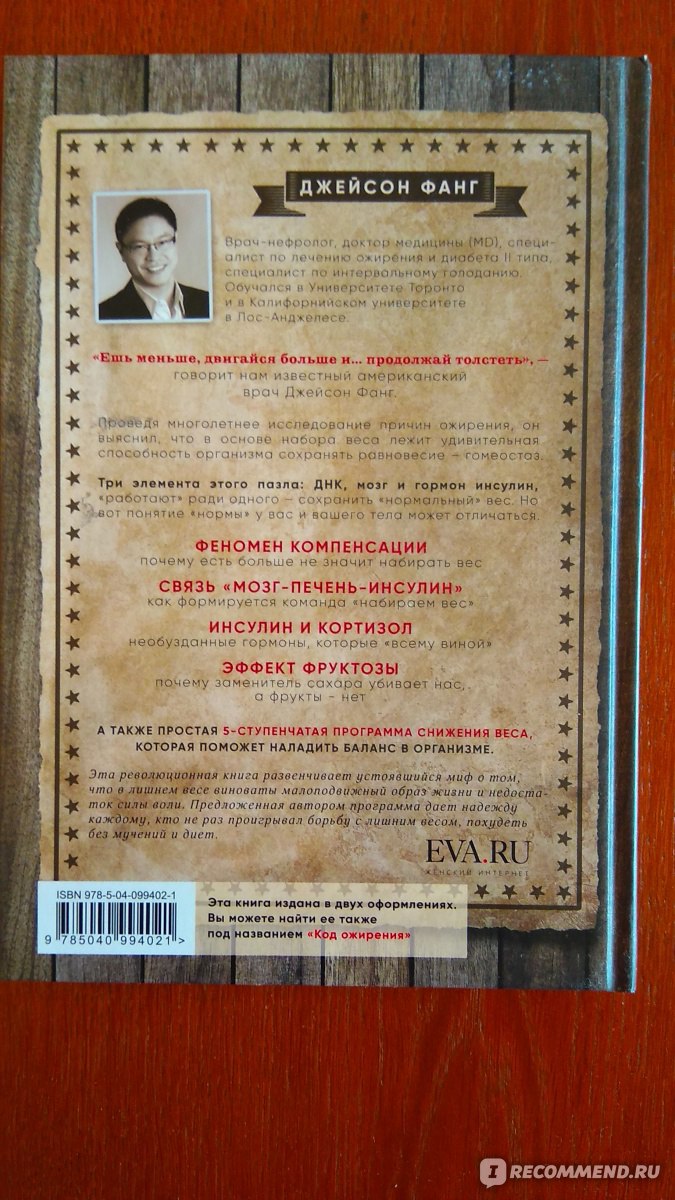 ДЖЕЙСОН ФАНГ
Врач-нефролог, доктор медицины (MD), специ-
алист по лечению ожирения и диабета II типа,
специалист по интервальному голоданию.
Обучался в Университете Торонто
и в Калифорнийском университете
в Лос-Анджелесе.
«Ешь меньше, двигайся больше и... продолжай толстеть», —
говорит нам известный американский
врач Джейсон Фанг.
Проведя многолетнее исследование причин ожирения, он
выяснил, что в основе набора веса лежит удивительная
способность организма сохранять равновесие – гомеостаз.
Три элемента этого пазла: ДНК, мозг и гормон инсулин,
«работают» ради одного – сохранить «нормальный» вес. Но
вот понятие «нормы» у вас и вашего тела может отличаться.
ФЕНОМЕН КОМПЕНСАЦИИ
почему есть больше не значит набирать вес
СВЯЗЬ «МОЗГ-ПЕЧЕНЬ-ИНСУЛИН»
как формируется команда «набираем вес»
ИНСУЛИН И КОРТИЗОЛ
необузданные гормоны, которые «всему виной»
ЭФФЕКТ ФРУКТОЗЫ
почему заменитель сахара убивает нас,
а фрукты – нет
А ТАКЖЕ ПРОСТАЯ 5-СТУПЕНЧАТАЯ ПРОГРАММА СНИЖЕНИЯ ВЕСА,
КОТОРАЯ ПОМОЖЕТ НАЛАДИТЬ БАЛАНС В ОРГАНИЗМЕ.
Эта революционная книга развенчивает устоявшийся миф о том,
что в лишнем весе виноваты малоподвижный образ жизни и недоста-
ток силы воли. Предложенная автором программа дает надежду
каждому, кто не раз проигрывал борьбу с лишним весом, похудеть
без мучений и диет.
EVA.RU
ЖЕНСКИЙ ИНТЕРНЕТ
ISBN 978-5-04-099402-1
9 785040 994021 >
Эта книга издана в двух оформлениях.
Вы можете найти ее также
под названием «Код ожирения»
IRECOMMEND.RU